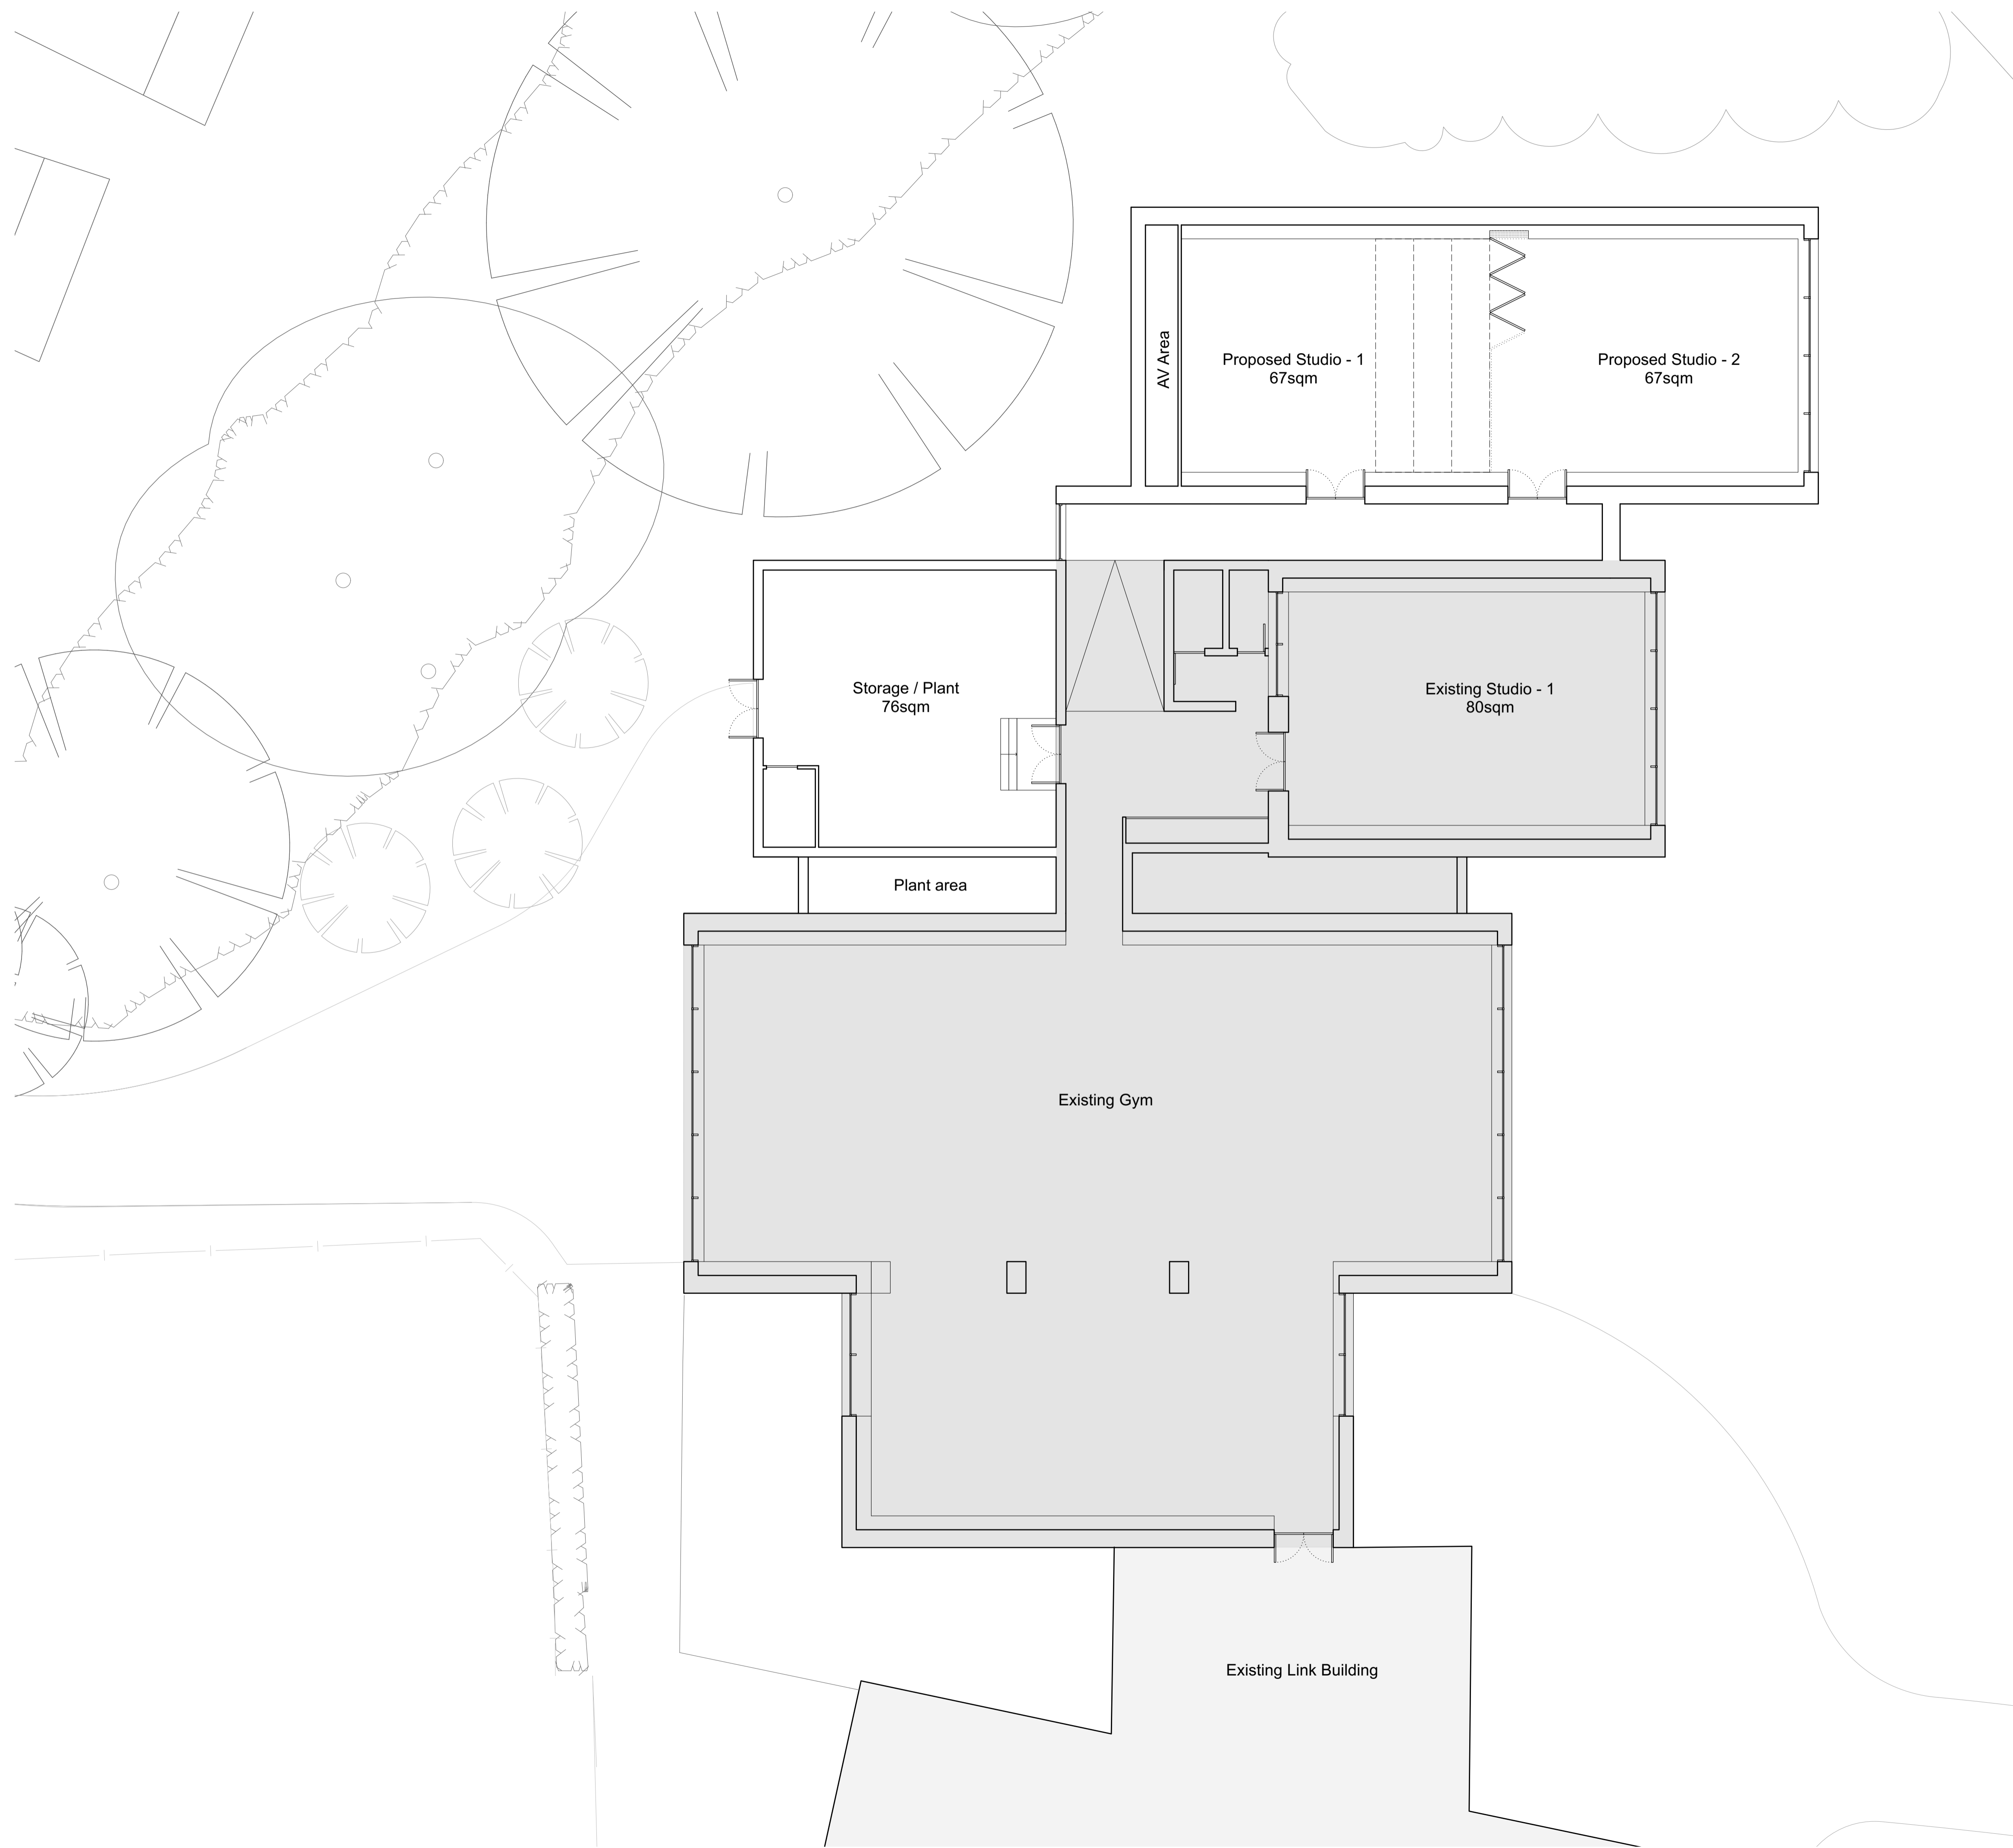 AV Area
Proposed Studio - 1
67sqm
Proposed Studio - 2
67sqm
Storage / Plant
76sqm
Existing Studio - 1
80sqm
Plant area
Existing Gym
Existing Link Building